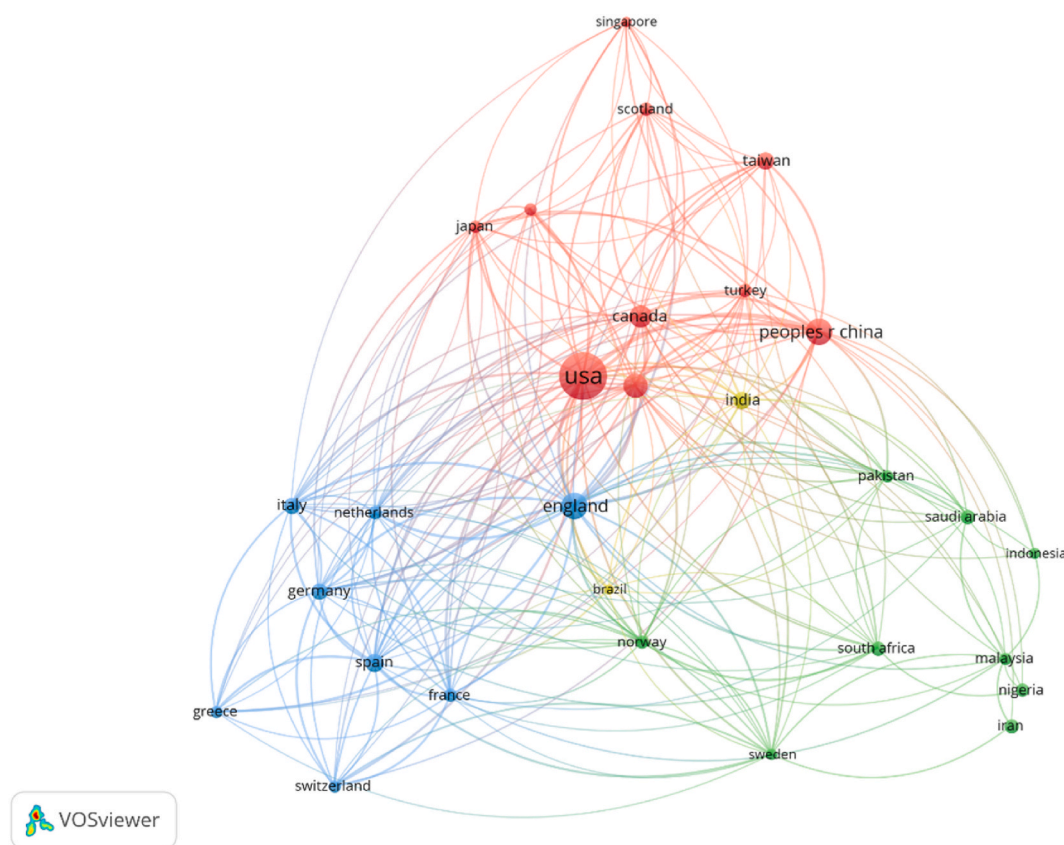 singapore
scotland
taiwan
japan
turkey
canada
peoples r china
usa
india
pakistan
italy
netherlands
england
saudi arabia
indonesia
germany
brazil
norway
south africa
spain
malaysia
france
nigeria
greece
iran
sweden
switzerland
VOSviewer